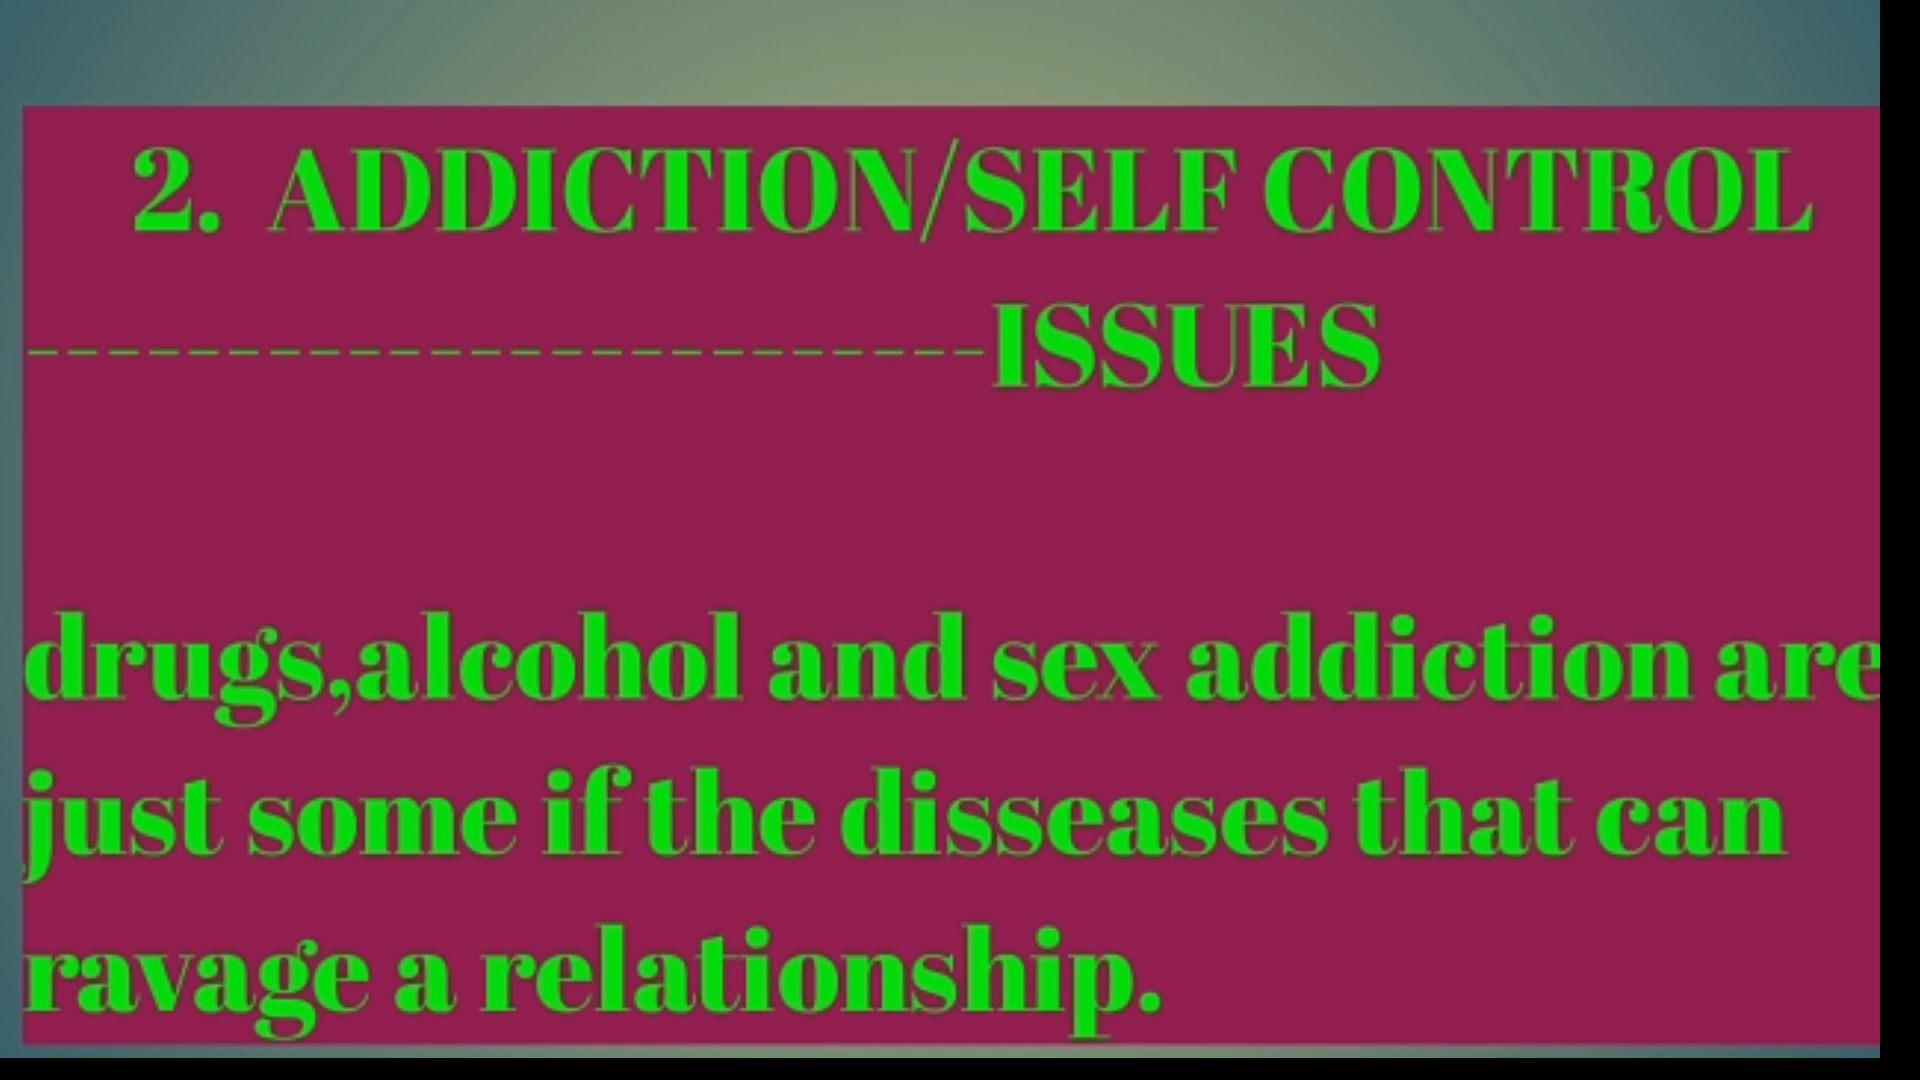 2. ADDICTION/SELF CONTROL
------------------------ISSUES
drugs,alcohol and sex addiction are
just some if the disseases that can
ravage a relationship.